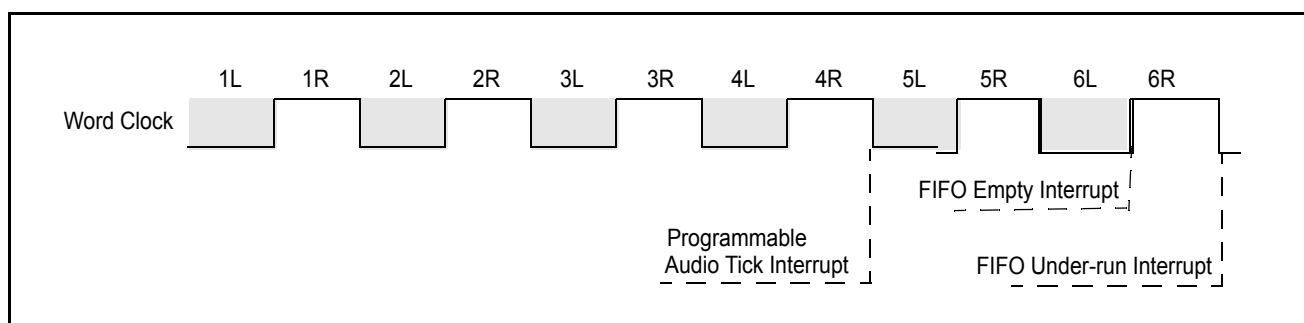 1L 1R 2L 2R 3L 3R 4L 4R 5L 5R 6L 6R
Word Clock
FIFO Empty Interrupt
Programmable
Audio Tick Interrupt
FIFO Under-run Interrupt